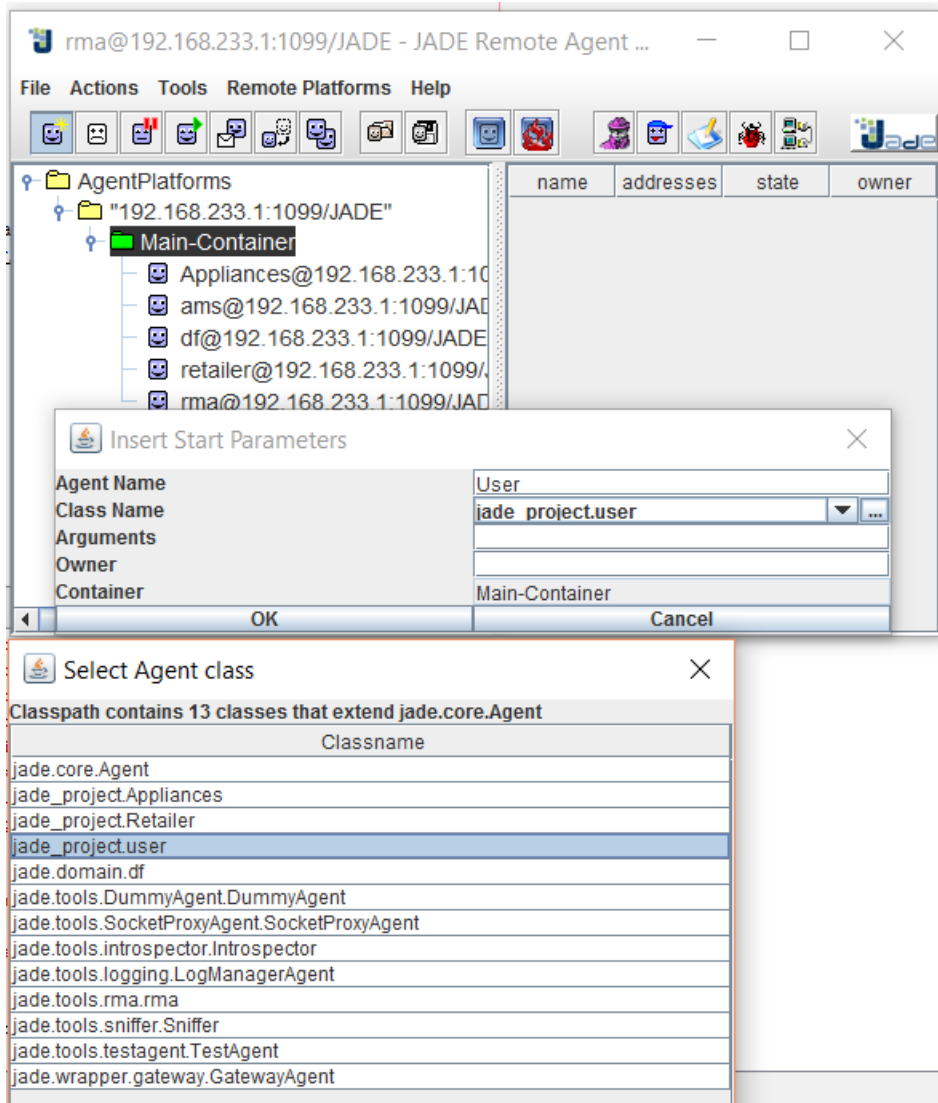 rma@192.168.233.1:1099/JADE - JADE Remote Agent ...
File Actions Tools Remote Platforms Help
Jade
AgentPlatforms
"192.168.233.1:1099/JADE"
Main-Container
Appliances@192.168.233.1:10
ams@192.168.233.1:1099/JAD
df@192.168.233.1:1099/JADE
retailer@192.168.233.1:1099/
rma@192.168.233.1:1099/JAD
name addresses state owner
Insert Start Parameters
Agent Name User
Class Name jade_project.user ...
Arguments
Owner
Container Main-Container
OK Cancel
Select Agent class
Classpath contains 13 classes that extend jade.core.Agent
Classname
jade.core.Agent
jade_project.Appliances
jade_project.Retailer
jade_project.user
jade.domain.df
jade.tools.DummyAgent.DummyAgent
jade.tools.SocketProxyAgent.SocketProxyAgent
jade.tools.introspector.Introspector
jade.tools.logging.LogManagerAgent
jade.tools.rma.rma
jade.tools.sniffer.Sniffer
jade.tools.testagent.TestAgent
jade.wrapper.gateway.GatewayAgent